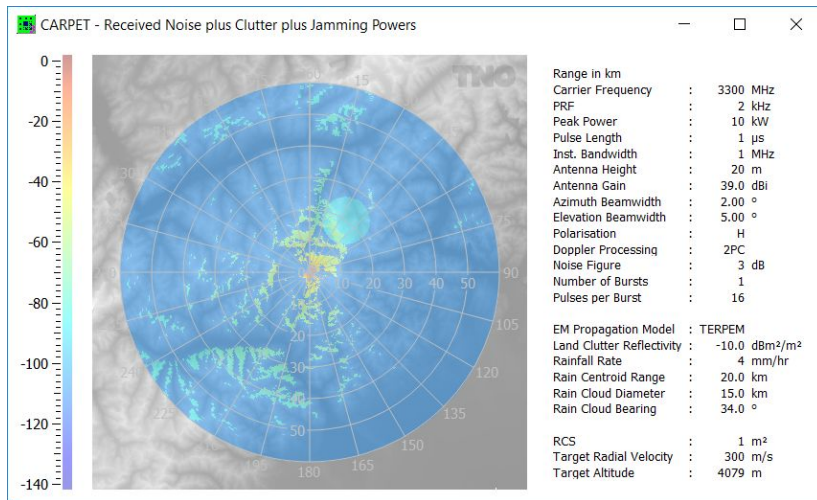 CARPET - Received Noise plus Clutter plus Jamming Powers
0
-20
-40
-60
-80
-100
-120
-140
TNO
15
30
90
105
120
135
150
165
180
225
10 20 30 40 50
20
30
50
Range in km
Carrier Frequency : 3300 MHz
PRF : 2 kHz
Peak Power : 10 kW
Pulse Length : 1 µs
Inst. Bandwidth : 1 MHz
Antenna Height : 20 m
Antenna Gain : 39.0 dBi
Azimuth Beamwidth : 2.00 º
Elevation Beamwidth : 5.00 º
Polarisation : H
Doppler Processing : 2PC
Noise Figure : 3 dB
Number of Bursts : 1
Pulses per Burst : 16
EM Propagation Model : TERPEM
Land Clutter Reflectivity : -10.0 dBm²/m²
Rainfall Rate : 4 mm/hr
Rain Centroid Range : 20.0 km
Rain Cloud Diameter : 15.0 km
Rain Cloud Bearing : 34.0 º
RCS : 1 m²
Target Radial Velocity : 300 m/s
Target Altitude : 4079 m